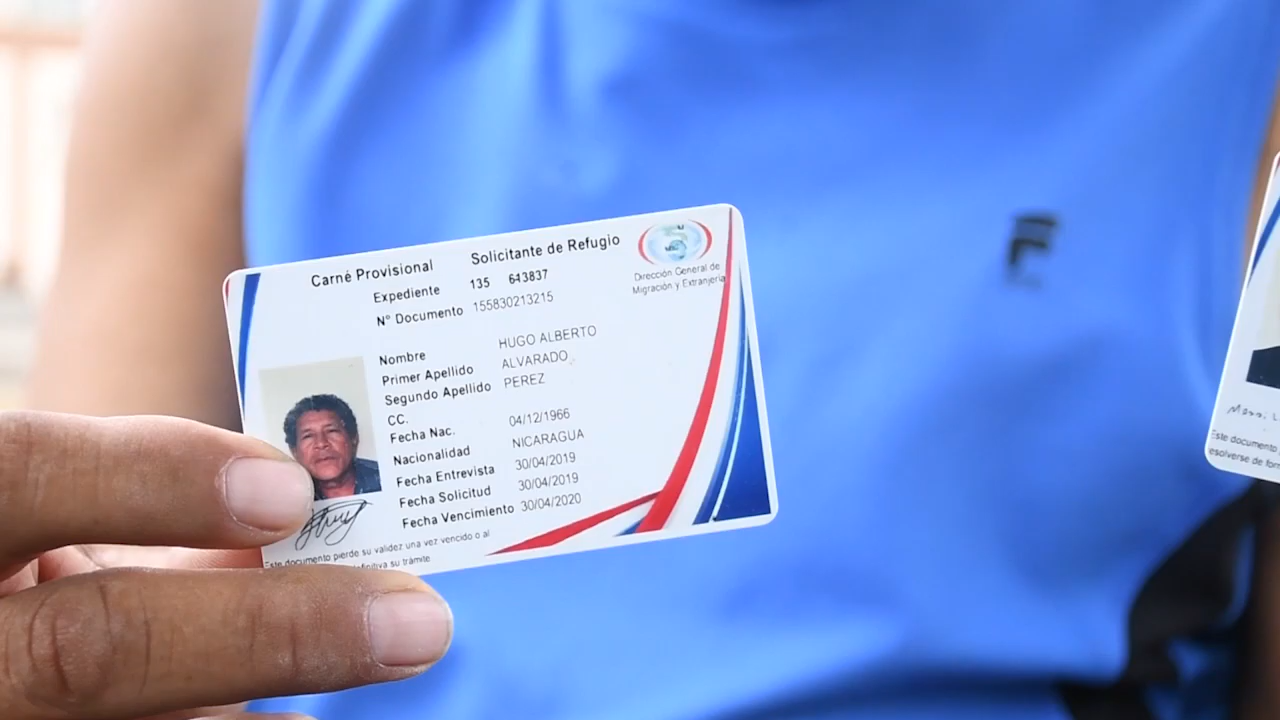 Carné Provisional Solicitante de Refugio
Expediente 135 643837
N° Documento 155830213215
Dirección General de
Migración y Extranjería
Nombre HUGO ALBERTO
Primer Apellido ALVARADO
Segundo Apellido PEREZ
CC.
Fecha Nac. 04/12/1966
Nacionalidad NICARAGUA
Fecha Entrevista 30/04/2019
Fecha Solicitud 30/04/2019
Fecha Vencimiento 30/04/2020
Este documento pierde su validez una vez vencido o al
su trámite
F
Este documento